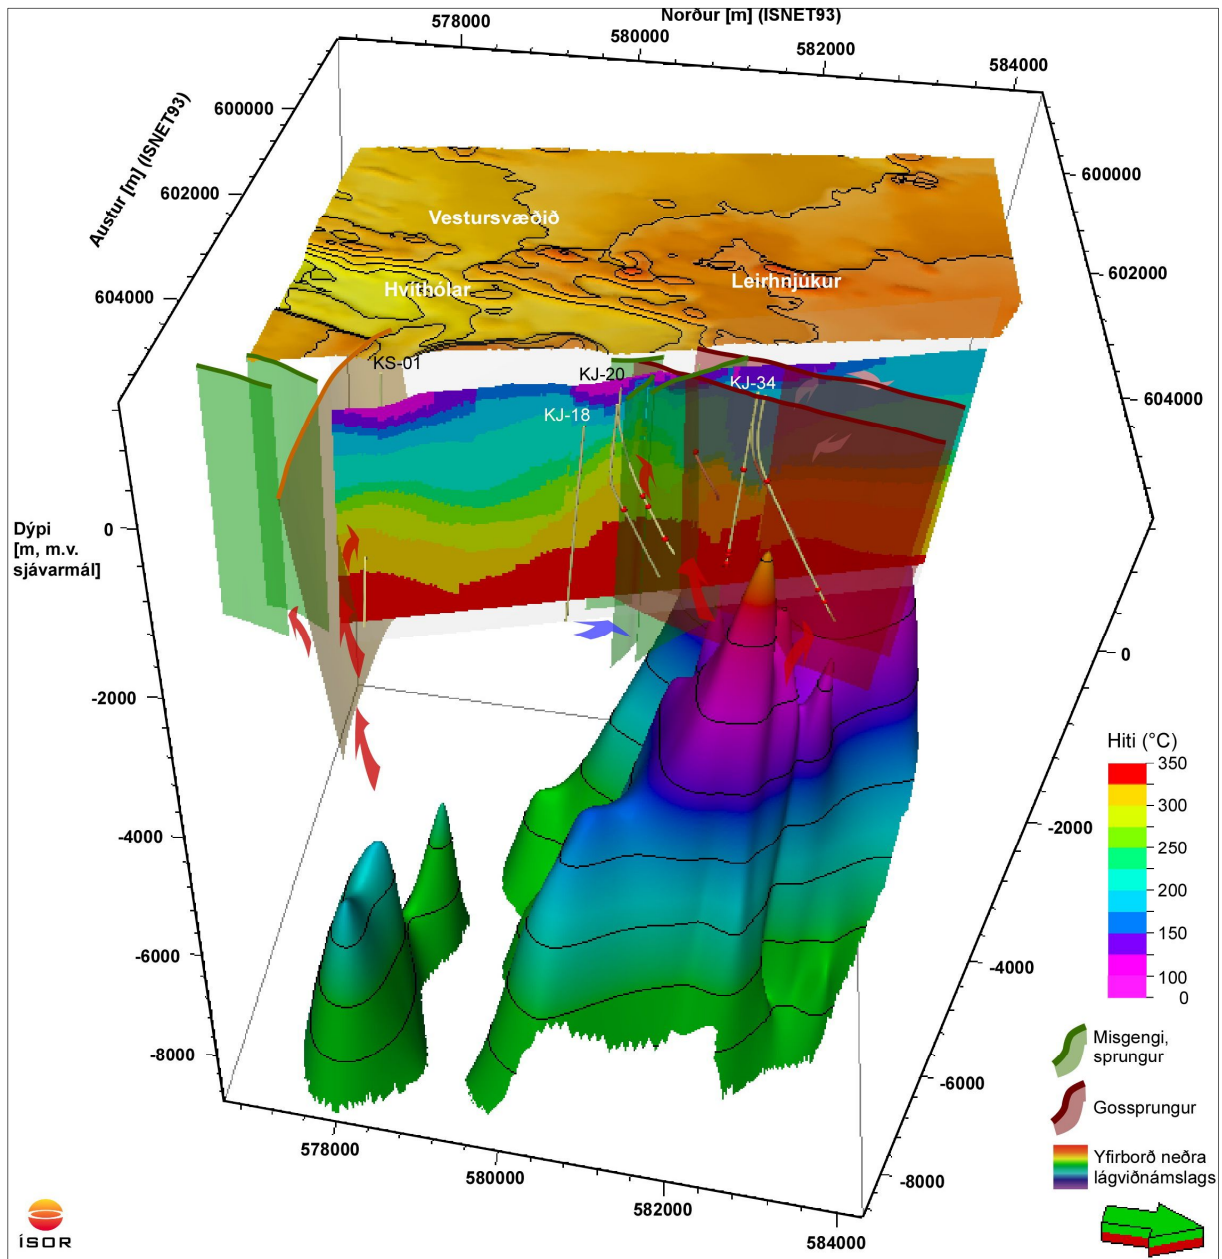 Norður [m] (ISNET93)
578000
580000
582000
584000
600000
602000
604000
Austur [m] (ISNET93)
600000
602000
604000
Vestursvæðið
Hvíthólar
Leirhnjúkur
KS-01
KJ-20
KJ-34
KJ-18
Dýpi
[m, m.v.
sjávarmál]
0
-2000
-4000
-6000
-8000
0
-2000
-4000
-6000
-8000
578000
580000
582000
584000
Hiti (°C)
350
300
250
200
150
100
0
Misgengi,
sprungur
Gossprungur
Yfirborð neðra
lágviðnámslags
ÍSOR